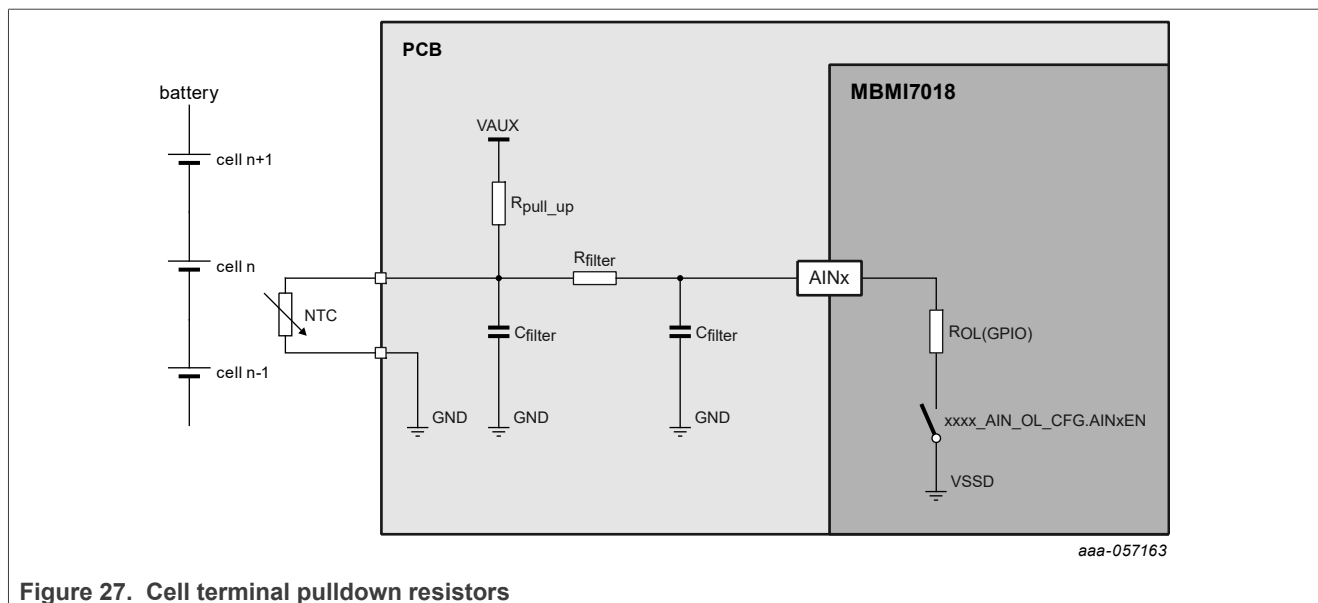 PCB
MBMI7018
battery
VAUX
cell n+1
Rpull_up
Rfilter
cell n
AINx
NTC
Cfilter
Cfilter
ROL(GPIO)
cell n-1
GND
GND
GND
xxxx_AIN_OL_CFG.AINxEN
VSSD
aaa-057163
Figure 27. Cell terminal pulldown resistors